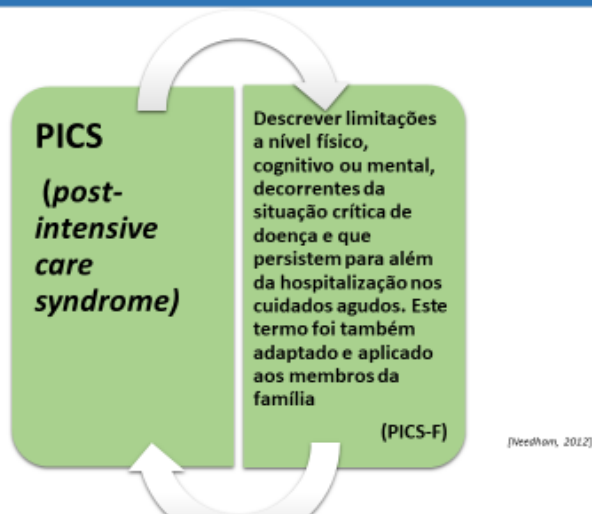 PICS
(post-
intensive
care
syndrome)
Descrever limitações
a nível físico,
cognitivo ou mental,
decorrentes da
situação crítica de
doença e que
persistem para além
da hospitalização nos
cuidados agudos. Este
termo foi também
adaptado e aplicado
aos membros da
família
(PICS-F)
[Needham, 2012]